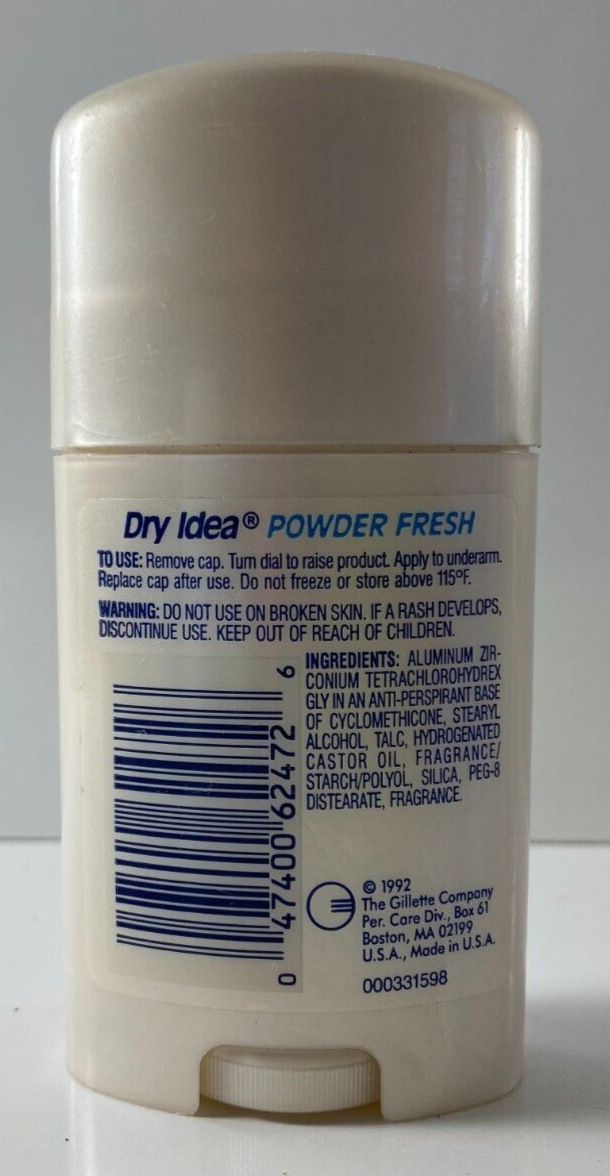 Dry Idea® POWDER FRESH
TO USE: Remove cap. Turn dial to raise product. Apply to underarm.
Replace cap after use. Do not freeze or store above 115°F.
WARNING: DO NOT USE ON BROKEN SKIN. IF A RASH DEVELOPS,
DISCONTINUE USE. KEEP OUT OF REACH OF CHILDREN.
INGREDIENTS: ALUMINUM ZIR-
CONIUM TETRACHLOROHYDREX
GLY IN AN ANTI-PERSPIRANT BASE
OF CYCLOMETHICONE, STEARYL
ALCOHOL, TALC, HYDROGENATED
CASTOR OIL, FRAGRANCE/
STARCH/POLYOL, SILICA, PEG-8
DISTEARATE, FRAGRANCE.
0 47400 62472 6
© 1992
The Gillette Company
Per. Care Div., Box 61
Boston, MA 02199
U.S.A., Made in U.S.A.
000331598